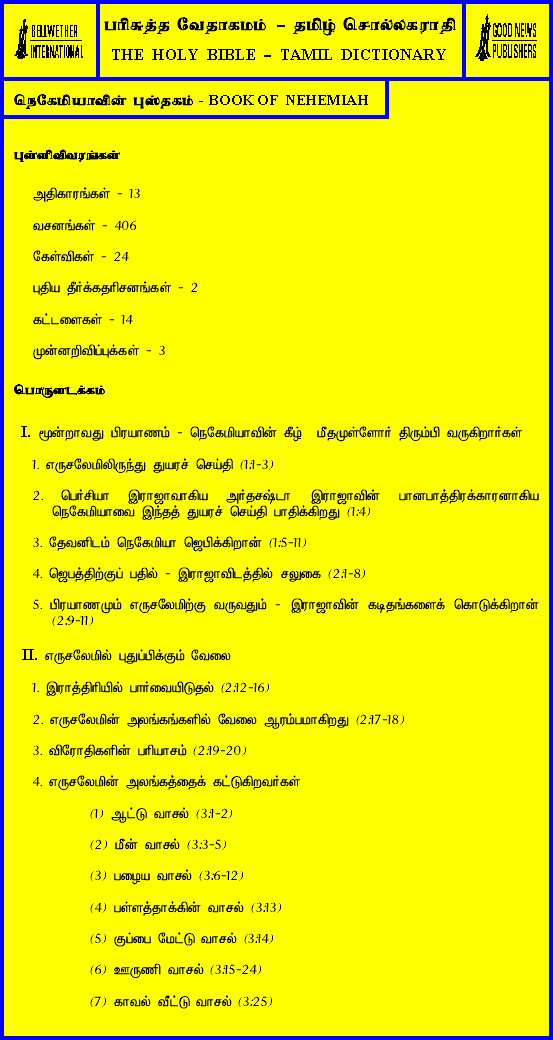 BELLWETHER
INTERNATIONAL
பரிசுத்த வேதாகமம் – தமிழ் சொல்லகராதி
THE HOLY BIBLE – TAMIL DICTIONARY
GOOD NEWS
PUBLISHERS
நெகேமியாவின் புஸ்தகம் - BOOK OF NEHEMIAH
புள்ளிவிவரங்கள்
அதிகாரங்கள் - 13
வசனங்கள் - 406
கேள்விகள் - 24
புதிய தீர்க்கதரிசனங்கள் - 2
கட்டளைகள் - 14
முன்னறிவிப்புக்கள் - 3
பொருளடக்கம்
I. மூன்றாவது பிரயாணம் - நெகேமியாவின் கீழ் மீதமுள்ளோர் திரும்பி வருகிறார்கள்
1. எருசலேமிலிருந்து துயரச் செய்தி (1:1-3)
2. பெர்சியா இராஜாவாகிய அர்தசஷ்டா இராஜாவின் பானபாத்திரக்காரனாகிய
நெகேமியாவை இந்தத் துயரச் செய்தி பாதிக்கிறது (1:4)
3. தேவனிடம் நெகேமியா ஜெபிக்கிறான் (1:5-11)
4. ஜெபத்திற்குப் பதில் - இராஜாவிடத்தில் சலுகை (2:1-8)
5. பிரயாணமும் எருசலேமிற்கு வருவதும் - இராஜாவின் கடிதங்களைக் கொடுக்கிறான்
(2:9-11)
II. எருசலேமில் புதுப்பிக்கும் வேலை
1. இராத்திரியில் பார்வையிடுதல் (2:12-16)
2. எருசலேமின் அலங்கங்களில் வேலை ஆரம்பமாகிறது (2:17-18)
3. விரோதிகளின் பரியாசம் (2:19-20)
4. எருசலேமின் அலங்கத்தைக் கட்டுகிறவர்கள்
(1) ஆட்டு வாசல் (3:1-2)
(2) மீன் வாசல் (3:3-5)
(3) பழைய வாசல் (3:6-12)
(4) பள்ளத்தாக்கின் வாசல் (3:13)
(5) குப்பை மேட்டு வாசல் (3:14)
(6) ஊருணி வாசல் (3:15-24)
(7) காவல் வீட்டு வாசல் (3:25)